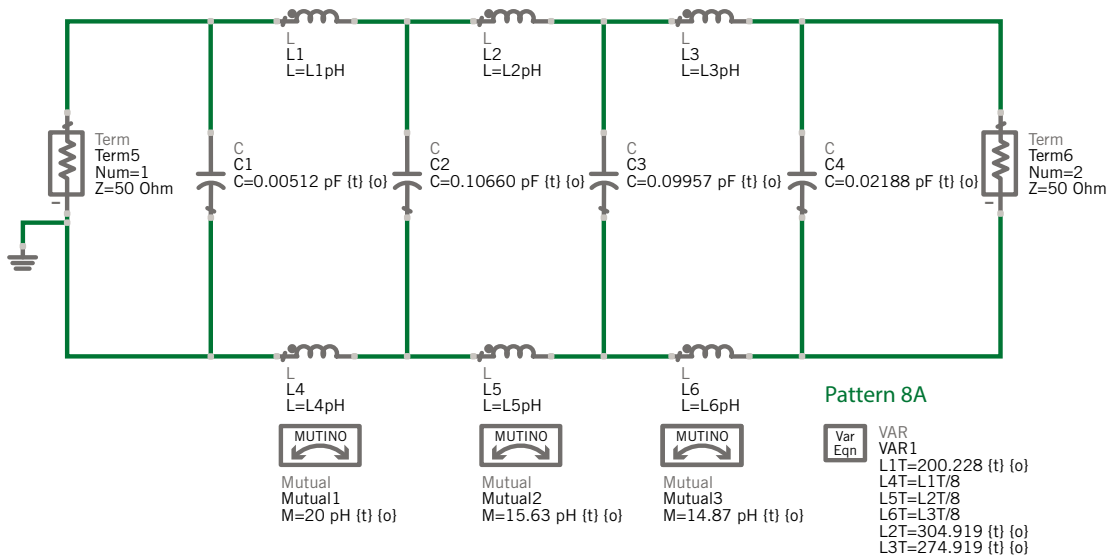 L
L1
L=L1pH
L
L2
L=L2pH
L
L3
L=L3pH
Term
Term5
Num=1
Z=50 Ohm
–
C
C1
C=0.00512 pF {t} {o}
C
C2
C=0.10660 pF {t} {o}
C
C3
C=0.09957 pF {t} {o}
C
C4
C=0.02188 pF {t} {o}
Term
Term6
Num=2
Z=50 Ohm
–
L
L4
L=L4pH
L
L5
L=L5pH
L
L6
L=L6pH
MUTINO
Mutual
Mutual1
M=20 pH {t} {o}
MUTINO
Mutual
Mutual2
M=15.63 pH {t} {o}
MUTINO
Mutual
Mutual3
M=14.87 pH {t} {o}
Pattern 8A
Var
Eqn
VAR
VAR1
L1T=200.228 {t} {o}
L4T=L1T/8
L5T=L2T/8
L6T=L3T/8
L2T=304.919 {t} {o}
L3T=274.919 {t} {o}